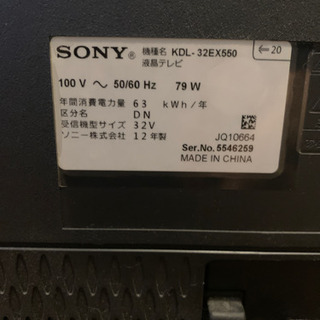 SONY® 機種名 KDL-32EX550
液晶テレビ
20
100 V ～ 50/60 Hz 79 W
年間消費電力量 63 kWh/年
区分名 DN
受信機型サイズ 32V
ソニー株式会社 12年製
JQ10664
Ser.No. 5546259
MADE IN CHINA